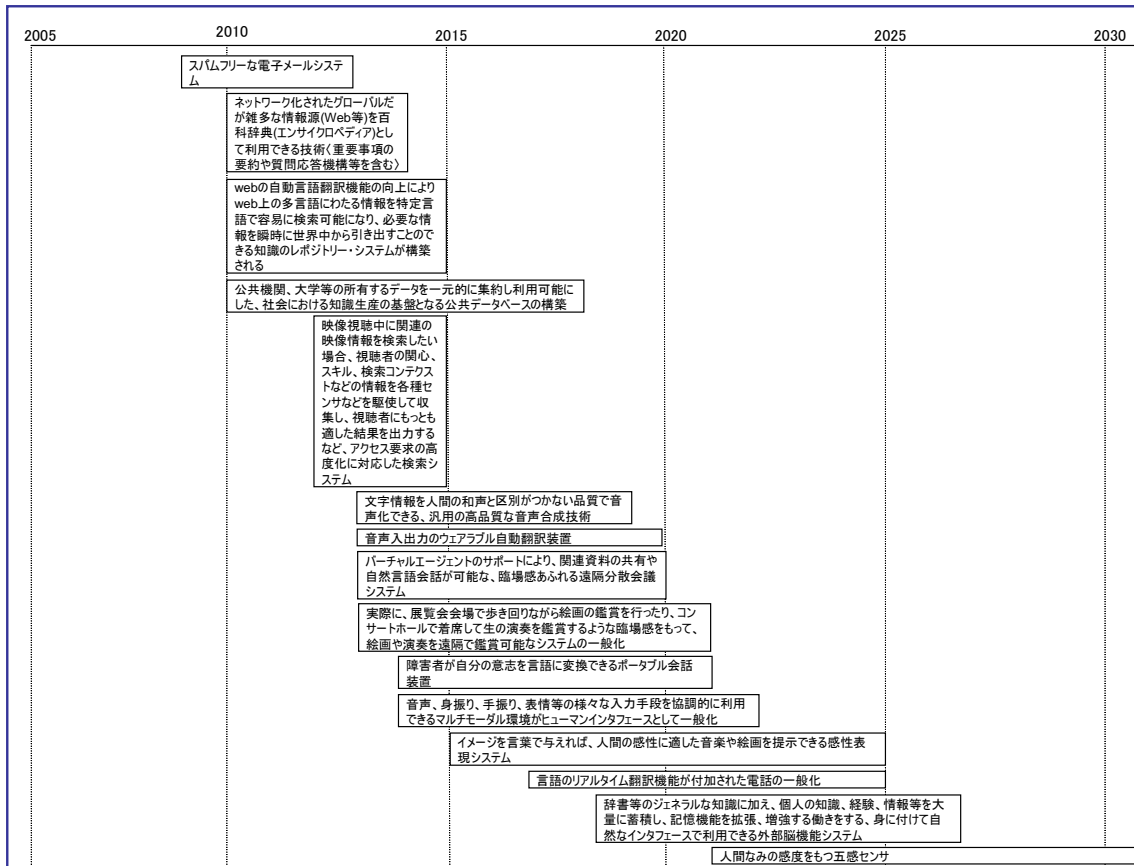 2005 2010 2015 2020 2025 2030
スパムフリーな電子メールシステ
ム
ネットワーク化されたグローバルだ
が雑多な情報源(Web等)を百
科辞典(エンサイクロペディア)とし
て利用できる技術〈重要事項の
要約や質問応答機構等を含む〉
webの自動言語翻訳機能の向上により
web上の多言語にわたる情報を特定言
語で容易に検索可能になり、必要な情
報を瞬時に世界中から引き出すことので
きる知識のレポジトリー・システムが構築
される
公共機関、大学等の所有するデータを一元的に集約し利用可能に
した、社会における知識生産の基盤となる公共データベースの構築
映像視聴中に関連の
映像情報を検索したい
場合、視聴者の関心、
スキル、検索コンテクス
トなどの情報を各種セ
ンサなどを駆使して収
集し、視聴者にもっとも
適した結果を出力する
など、アクセス要求の高
度化に対応した検索シ
ステム
文字情報を人間の和声と区別がつかない品質で音
声化できる、汎用の高品質な音声合成技術
音声入出力のウェアラブル自動翻訳装置
バーチャルエージェントのサポートにより、関連資料の共有や
自然言語会話が可能な、臨場感あふれる遠隔分散会議
システム
実際に、展覧会会場で歩き回りながら絵画の鑑賞を行ったり、コン
サートホールで着席して生の演奏を鑑賞するような臨場感をもって、
絵画や演奏を遠隔で鑑賞可能なシステムの一般化
障害者が自分の意志を言語に変換できるポータブル会話
装置
音声、身振り、手振り、表情等の様々な入力手段を協調的に利用
できるマルチモーダル環境がヒューマンインタフェースとして一般化
イメージを言葉で与えれば、人間の感性に適した音楽や絵画を提示できる感性表
現システム
言語のリアルタイム翻訳機能が付加された電話の一般化
辞書等のジェネラルな知識に加え、個人の知識、経験、情報等を大
量に蓄積し、記憶機能を拡張、増強する働きをする、身に付けて自
然なインタフェースで利用できる外部脳機能システム
人間なみの感度をもつ五感センサ